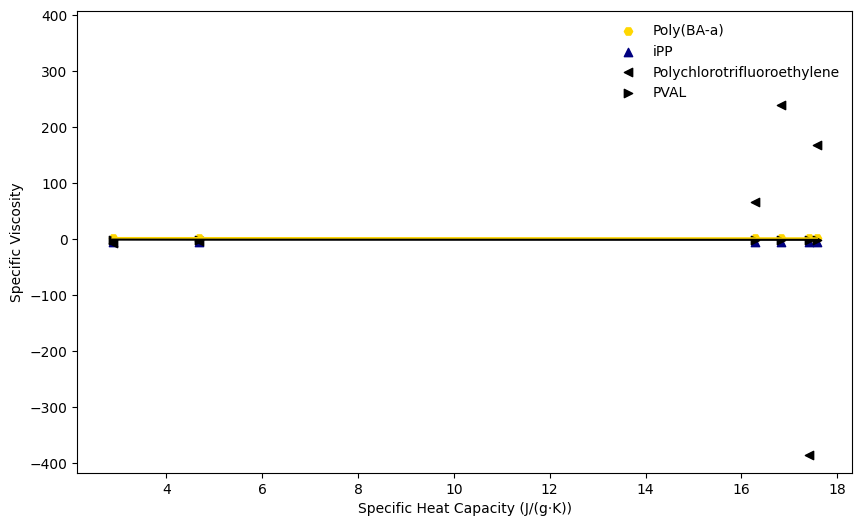 400
300
200
100
0
−100
−200
−300
−400
Specific Viscosity
4
6
8
10
12
14
16
18
Specific Heat Capacity (J/(g·K))
Poly(BA-a)
iPP
Polychlorotrifluoroethylene
PVAL